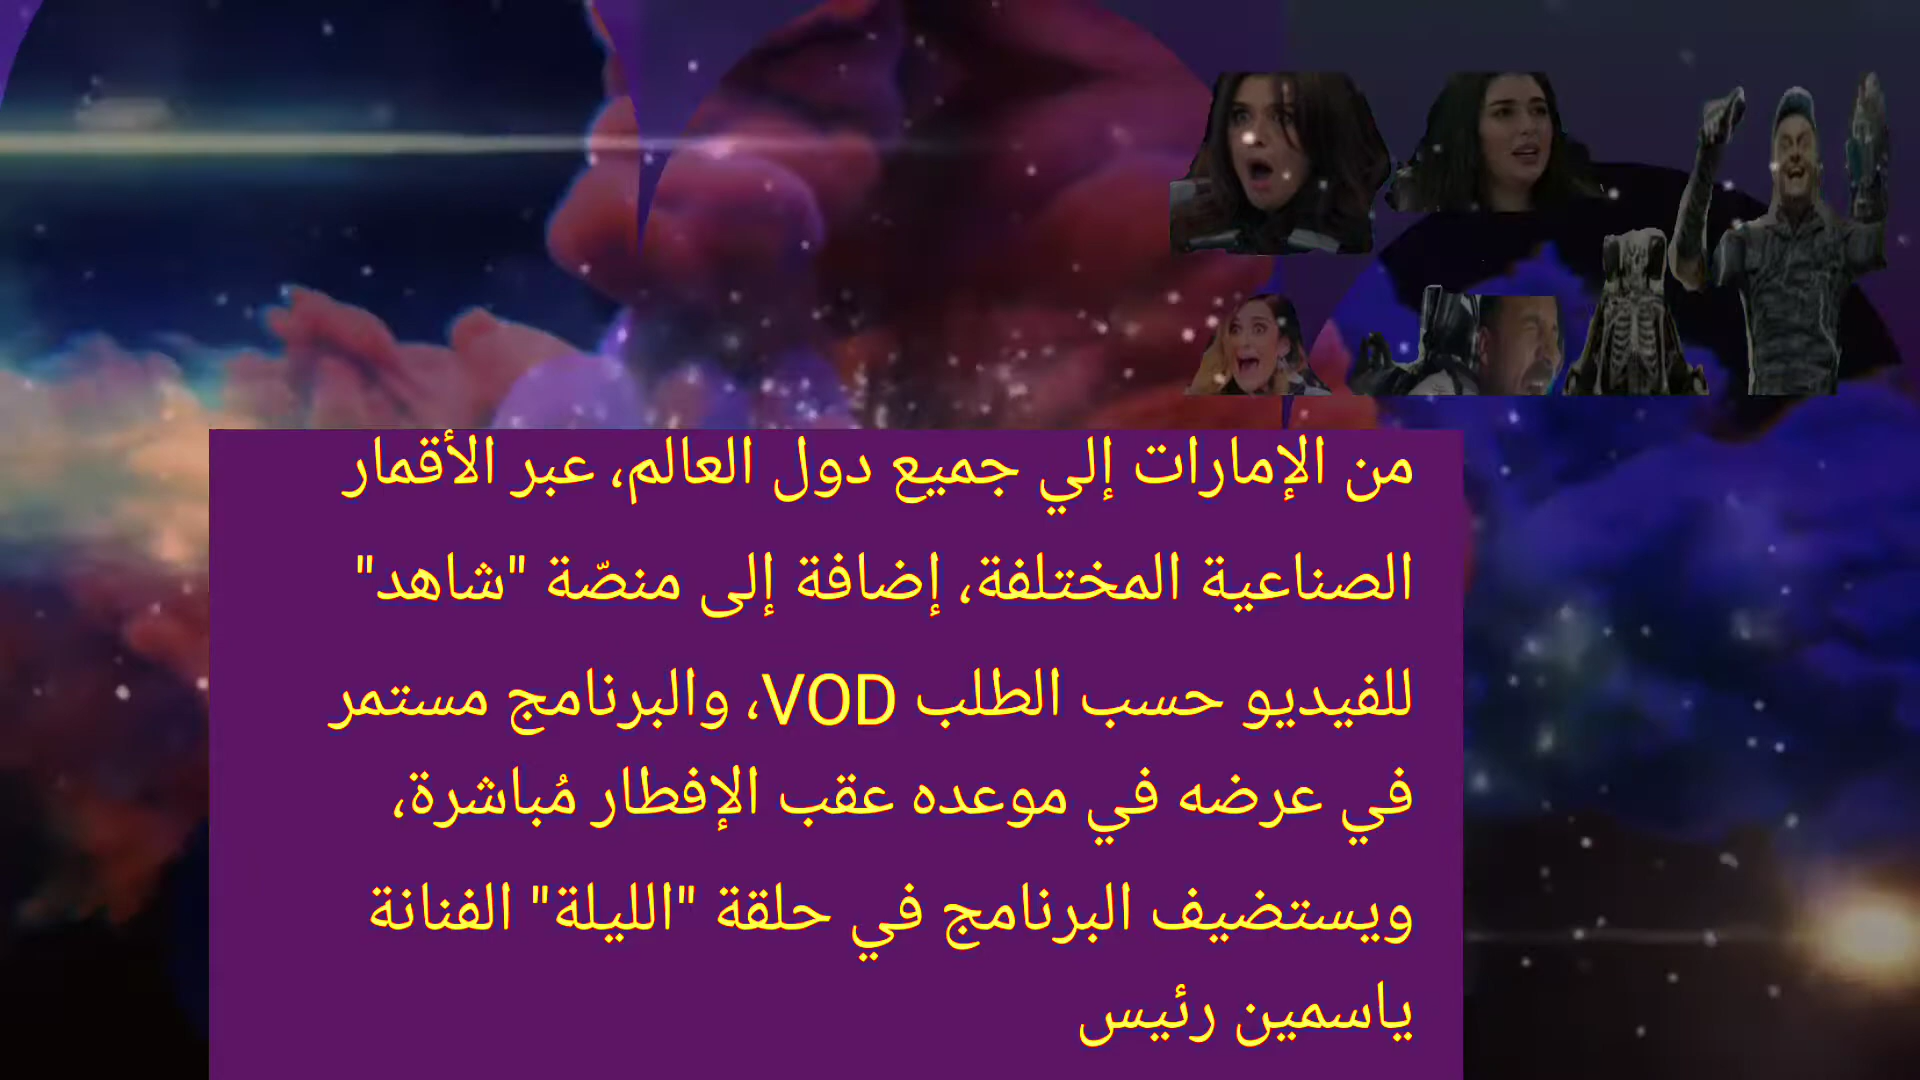 من الإمارات إلي جميع دول العالم، عبر الأقمار
الصناعية المختلفة، إضافة إلى منصّة "شاهد"
للفيديو حسب الطلب VOD، والبرنامج مستمر
في عرضه في موعده عقب الإفطار مُباشرة،
ويستضيف البرنامج في حلقة "الليلة" الفنانة
ياسمين رئيس